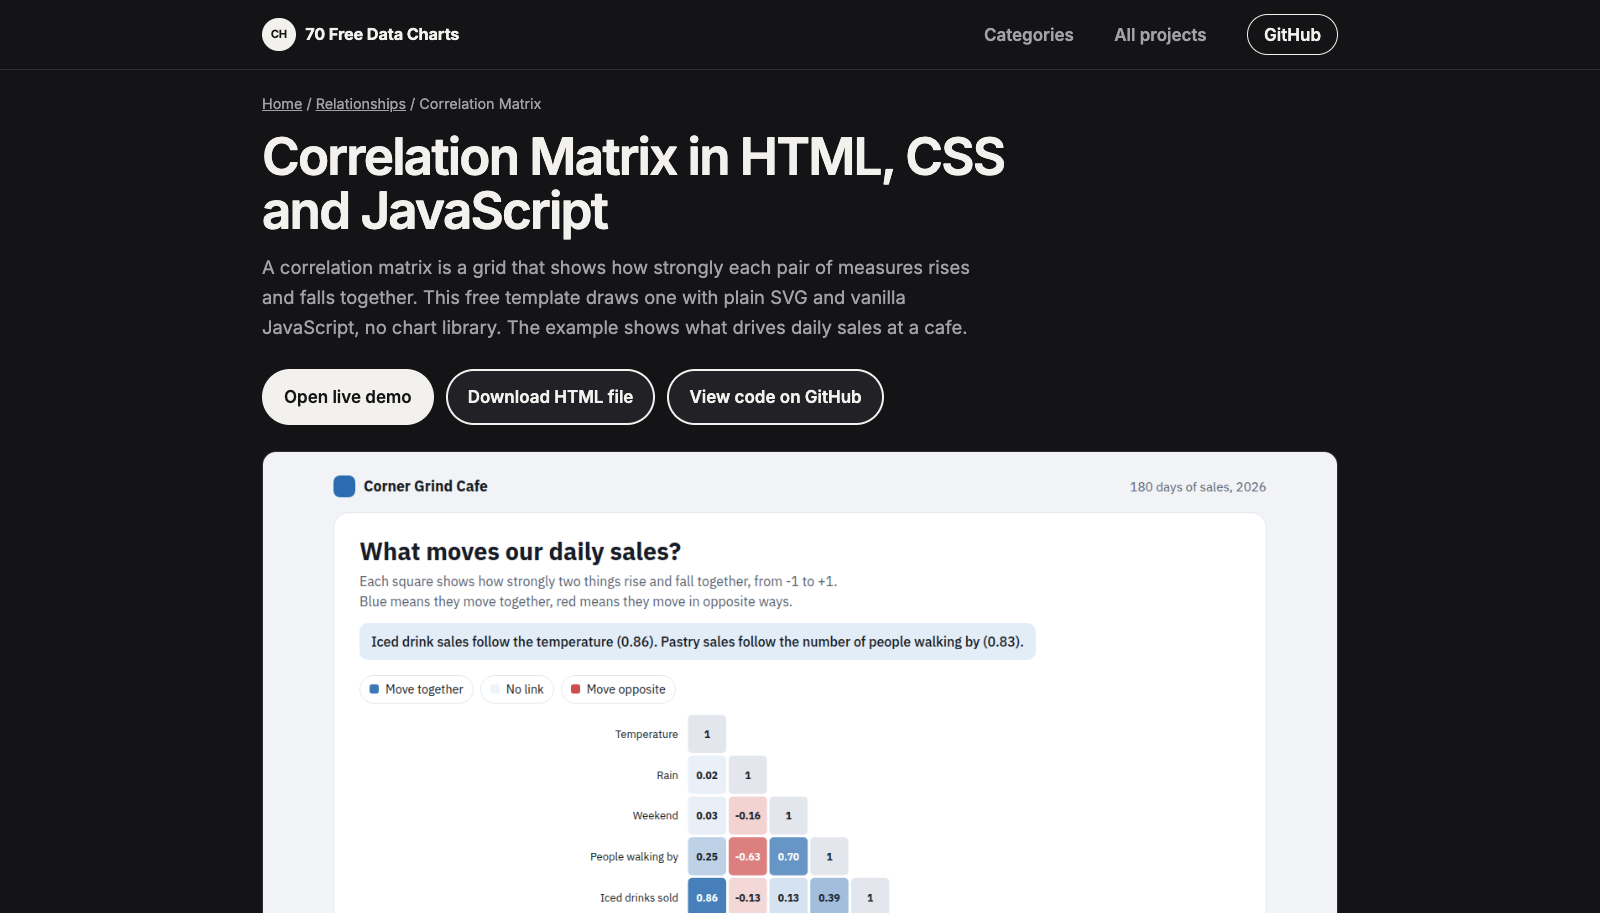 CH 70 Free Data Charts
Categories All projects GitHub
Home / Relationships / Correlation Matrix
Correlation Matrix in HTML, CSS
and JavaScript
A correlation matrix is a grid that shows how strongly each pair of measures rises
and falls together. This free template draws one with plain SVG and vanilla
JavaScript, no chart library. The example shows what drives daily sales at a cafe.
Open live demo Download HTML file View code on GitHub
Corner Grind Cafe 180 days of sales, 2026
What moves our daily sales?
Each square shows how strongly two things rise and fall together, from -1 to +1.
Blue means they move together, red means they move in opposite ways.
Iced drink sales follow the temperature (0.86). Pastry sales follow the number of people walking by (0.83).
Move together No link Move opposite
Temperature 1
Rain 0.02 1
Weekend 0.03 -0.16 1
People walking by 0.25 -0.63 0.70 1
Iced drinks sold 0.86 -0.13 0.13 0.39 1